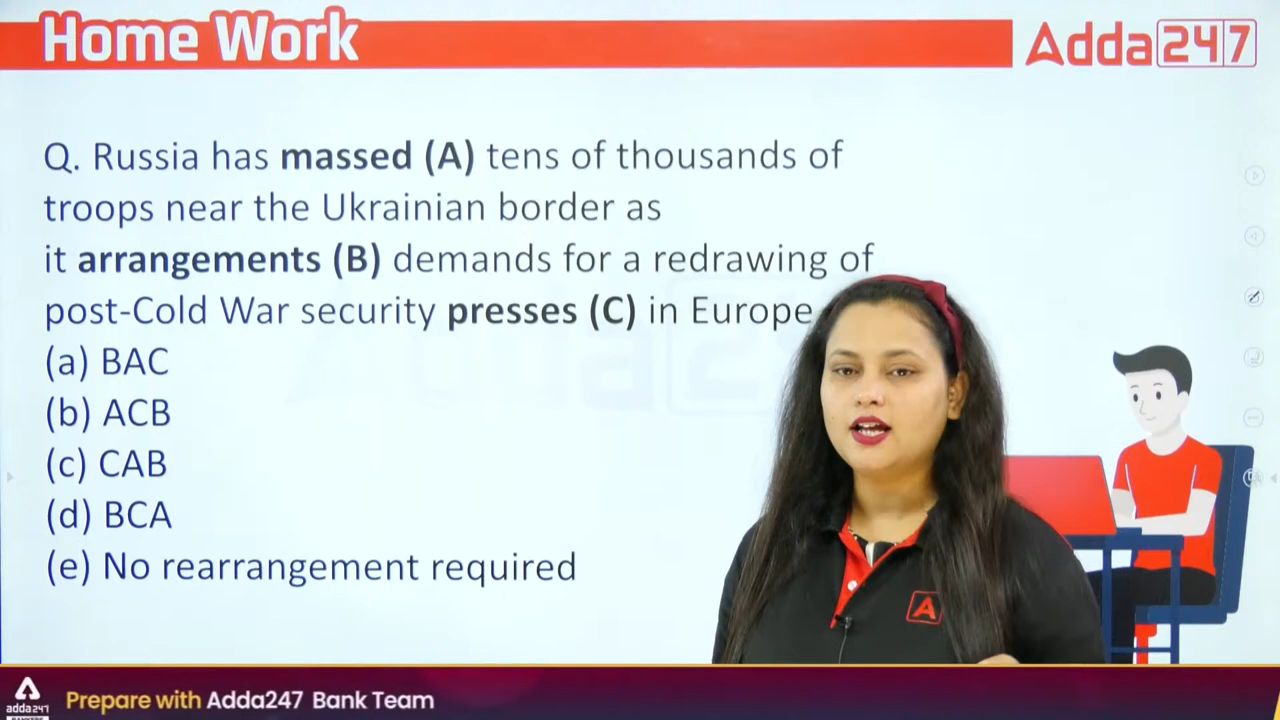 Home Work
Adda247
Q. Russia has massed (A) tens of thousands of
troops near the Ukrainian border as
it arrangements (B) demands for a redrawing of
post-Cold War security presses (C) in Europe
(a) BAC
(b) ACB
(c) CAB
(d) BCA
(e) No rearrangement required
A
adda247
Prepare with Adda247 Bank Team